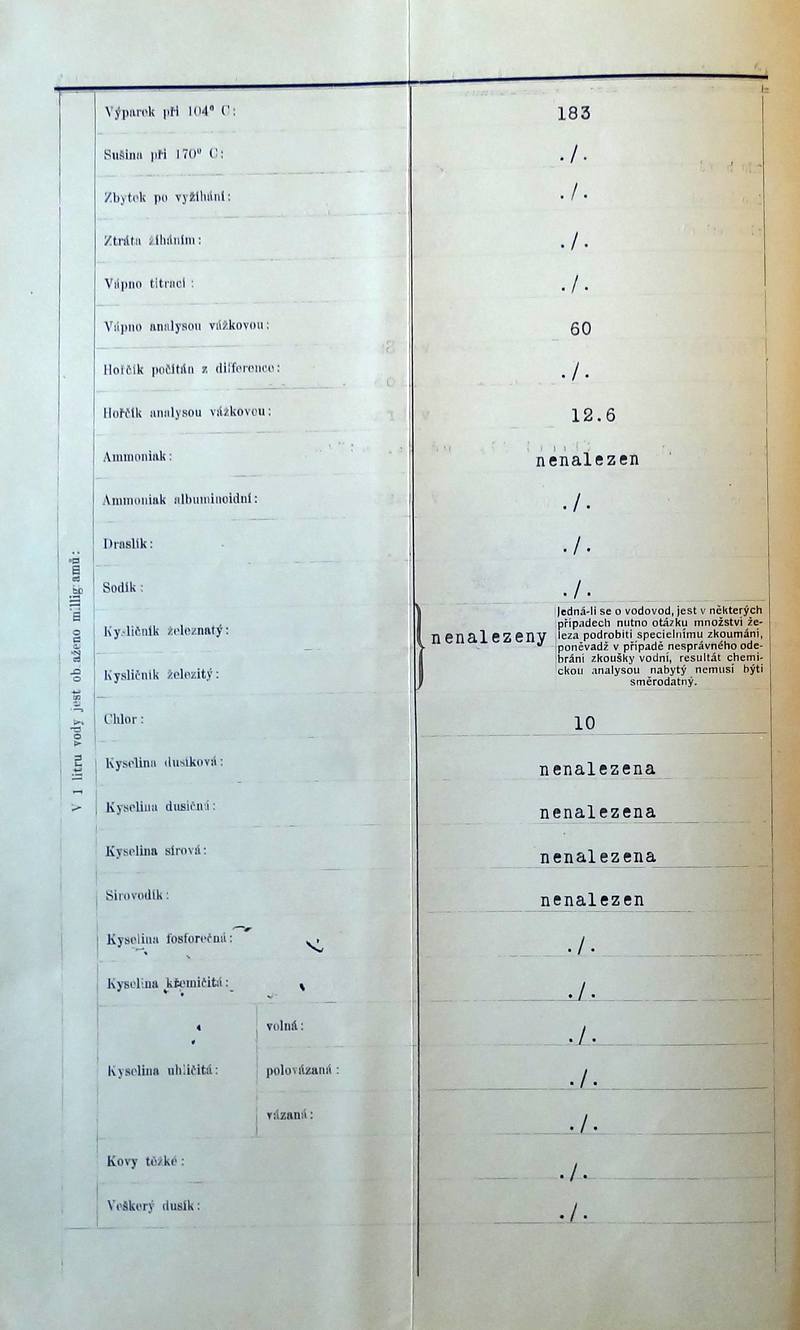 Výparek při 104° C: 183
Sušina při 170° C: ./.
Zbytek po vyžíhání: ./.
Ztráta žíháním: ./.
Vápno titrací: ./.
Vápno analysou vážkovou: 60
Hořčík počítán z difference: ./.
Hořčík analysou vážkovou: 12.6
Ammoniak: nenalezen
Ammoniak albuminoidní: ./.
Draslík: ./.
Sodík: ./.
Kysličník železnatý:
Kysličník železitý:
nenalezeny
Jedná-li se o vodovod, jest v některých
případech nutno otázku množství že-
leza podrobiti specielnímu zkoumání,
poněvadž v případě nesprávného ode-
brání zkoušky vodní, resultát chemi-
ckou analysou nabytý nemusí býti
směrodatný.
Chlor: 10
Kyselina dusíková: nenalezena
Kyselina dusičná: nenalezena
Kyselina sírová: nenalezena
Sirovodík: nenalezen
Kyselina fosforečná: ./.
Kyselina křemičitá: ./.
Kyselina uhličitá:
volná: ./.
polovázaná: ./.
vázaná: ./.
Kovy těžké: ./.
Veškerý dusík: ./.
V 1 litru vody jest obsaženo milligramů: